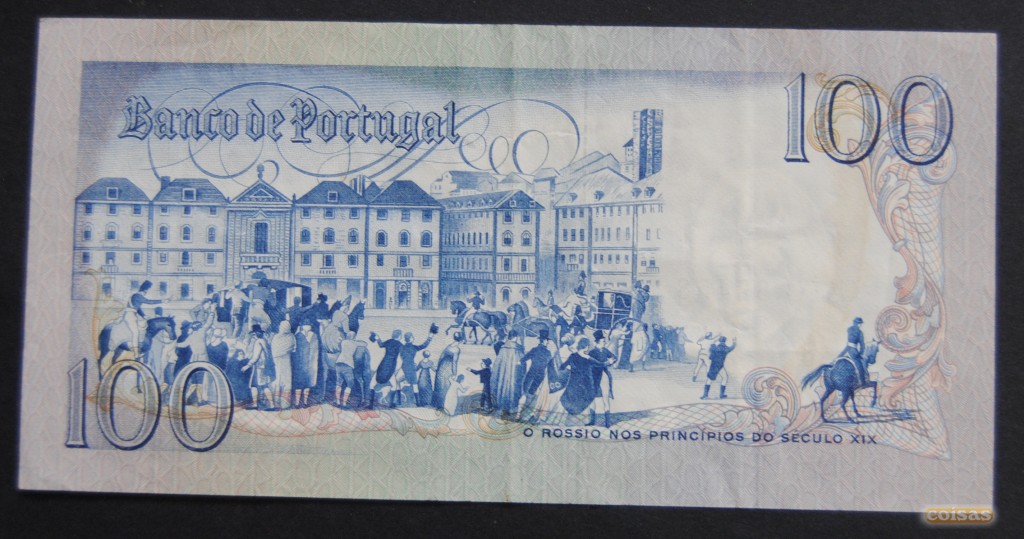 Banco de Portugal
100
100
O ROSSIO NOS PRINCÍPIOS DO SECULO XIX
coisas